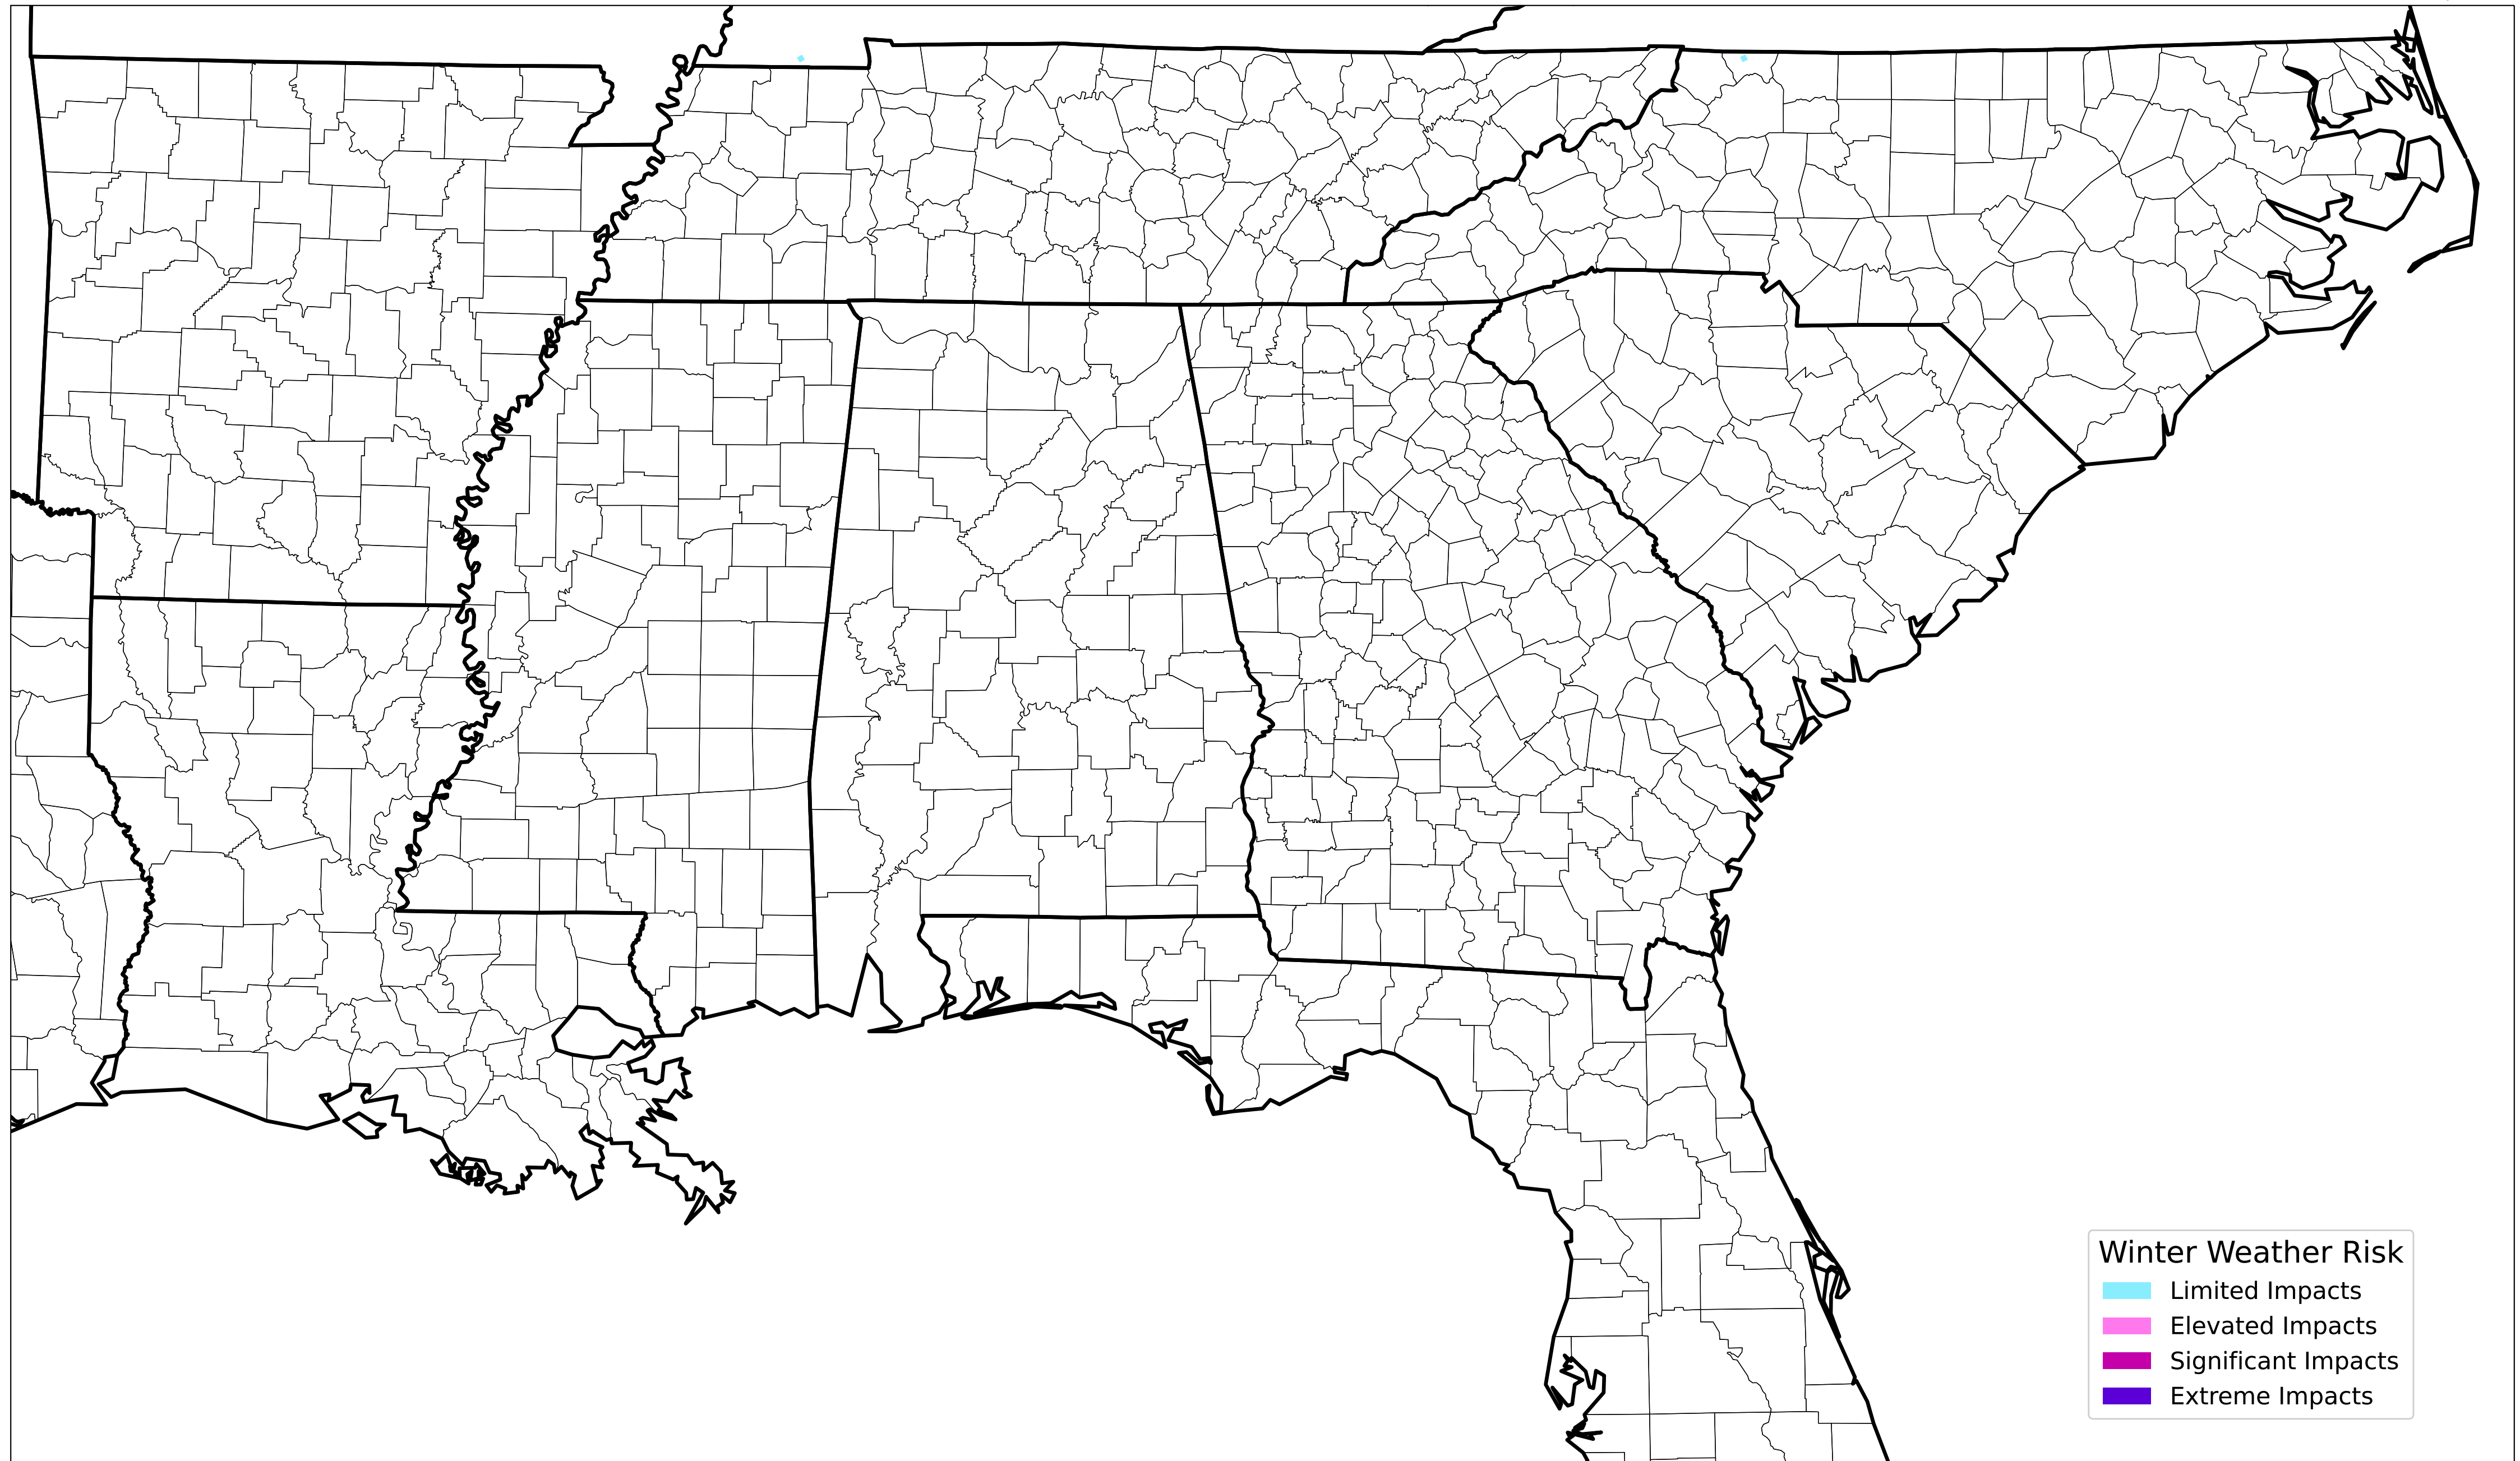 Winter Weather Risk
Limited Impacts
Elevated Impacts
Significant Impacts
Extreme Impacts